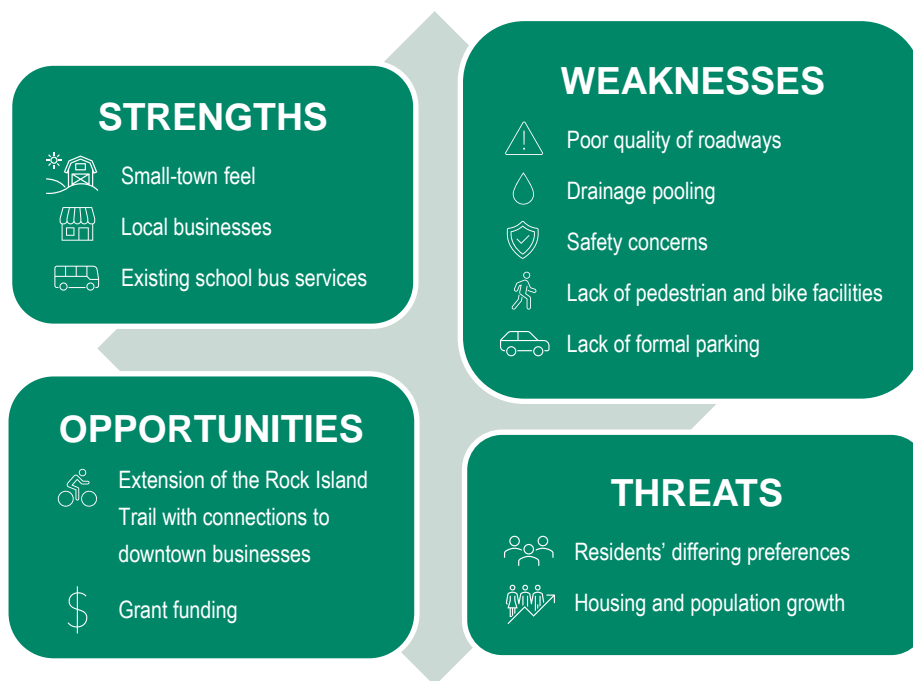 STRENGTHS
Small-town feel
Local businesses
Existing school bus services
WEAKNESSES
Poor quality of roadways
Drainage pooling
Safety concerns
Lack of pedestrian and bike facilities
Lack of formal parking
OPPORTUNITIES
Extension of the Rock Island
Trail with connections to
downtown businesses
Grant funding
THREATS
Residents’ differing preferences
Housing and population growth